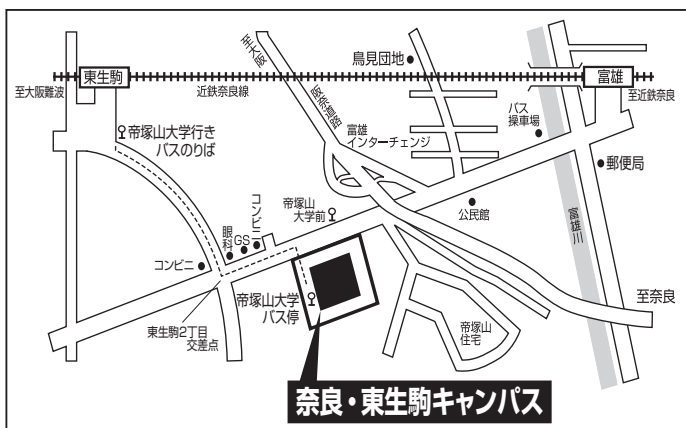 至大阪
鳥見団地
東生駒
富雄
至大阪難波
近鉄奈良線
至近鉄奈良
阪奈道路
バス
操車場
帝塚山大学行き
バスのりば
富雄
インターチェンジ
郵便局
コンビニ
帝塚山
大学前
公民館
富雄川
眼科
GS
コンビニ
帝塚山大学
バス停
至奈良
東生駒2丁目
交差点
帝塚山
住宅
奈良・東生駒キャンパス